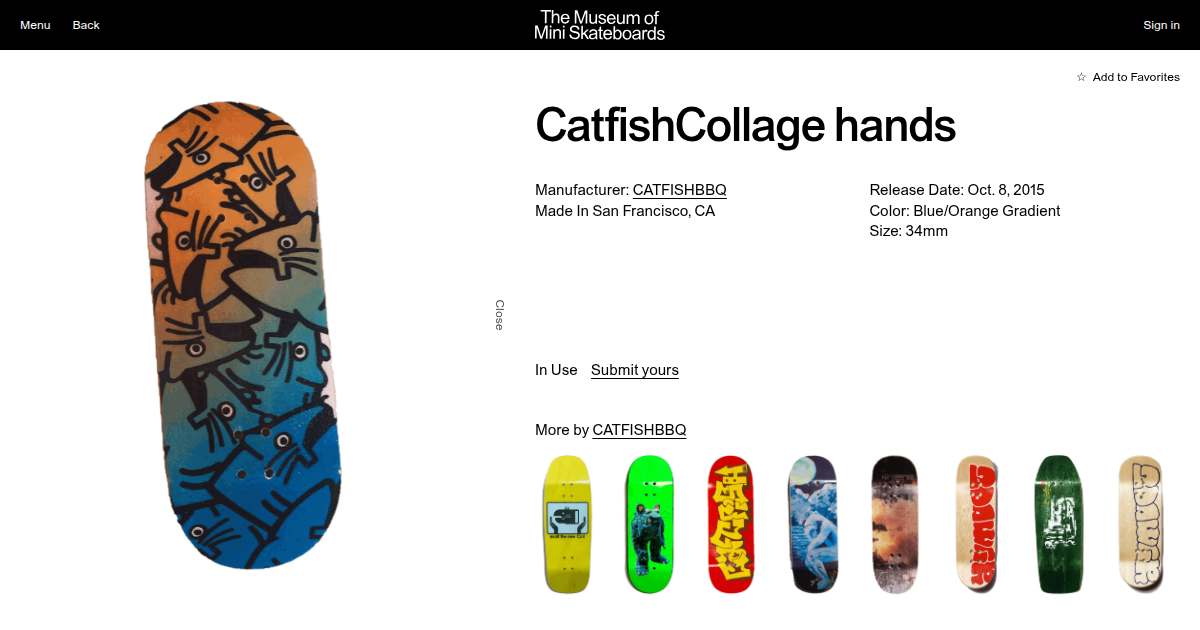 Menu
Back
The Museum of
Mini Skateboards
Sign in
☆ Add to Favorites
CatfishCollage hands
Manufacturer: CATFISHBBQ
Made In San Francisco, CA
Release Date: Oct. 8, 2015
Color: Blue/Orange Gradient
Size: 34mm
Close
In Use Submit yours
More by CATFISHBBQ